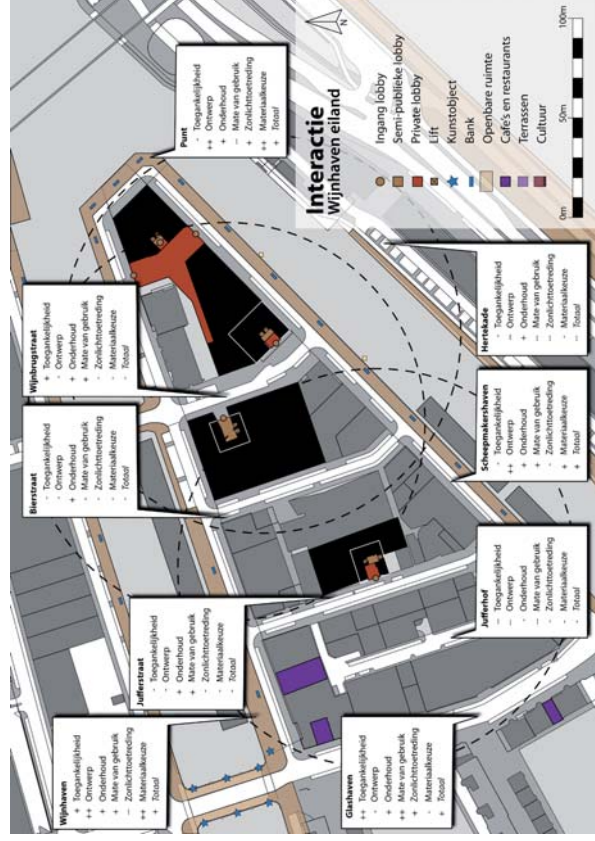 Wijnhaven
+ Toegankelijkheid
++ Ontwerp
+ Onderhoud
+ Mate van gebruik
-- Zonlichttoetreding
++ Materiaalkeuze
+ Totaal
Jufferstraat
- Toegankelijkheid
- Ontwerp
+ Onderhoud
+ Mate van gebruik
- Zonlichttoetreding
- Materiaalkeuze
- Totaal
Bierstraat
- Toegankelijkheid
- Ontwerp
+ Onderhoud
- Mate van gebruik
- Zonlichttoetreding
- Materiaalkeuze
- Totaal
Wijnbrugstraat
+ Toegankelijkheid
- Ontwerp
+ Onderhoud
+ Mate van gebruik
- Zonlichttoetreding
- Materiaalkeuze
- Totaal
Punt
- Toegankelijkheid
++ Ontwerp
+ Onderhoud
-- Mate van gebruik
+ Zonlichttoetreding
++ Materiaalkeuze
+ Totaal
Glashaven
++ Toegankelijkheid
- Ontwerp
+ Onderhoud
++ Mate van gebruik
+ Zonlichttoetreding
- Materiaalkeuze
+ Totaal
Jufferhof
- Toegankelijkheid
-- Ontwerp
- Onderhoud
-- Mate van gebruik
- Zonlichttoetreding
- Materiaalkeuze
- Totaal
Scheepmakershaven
- Toegankelijkheid
++ Ontwerp
+ Onderhoud
- Mate van gebruik
- Zonlichttoetreding
+ Materiaalkeuze
+ Totaal
Hertekade
- Toegankelijkheid
-- Ontwerp
+ Onderhoud
-- Mate van gebruik
-- Zonlichttoetreding
- Materiaalkeuze
-- Totaal
Interactie
Wijnhaven eiland
N
Ingang lobby
Semi-publieke lobby
Private lobby
Lift
Kunstobject
Bank
Openbare ruimte
Cafe's en restaurants
Terrassen
Cultuur
0m 50m 100m